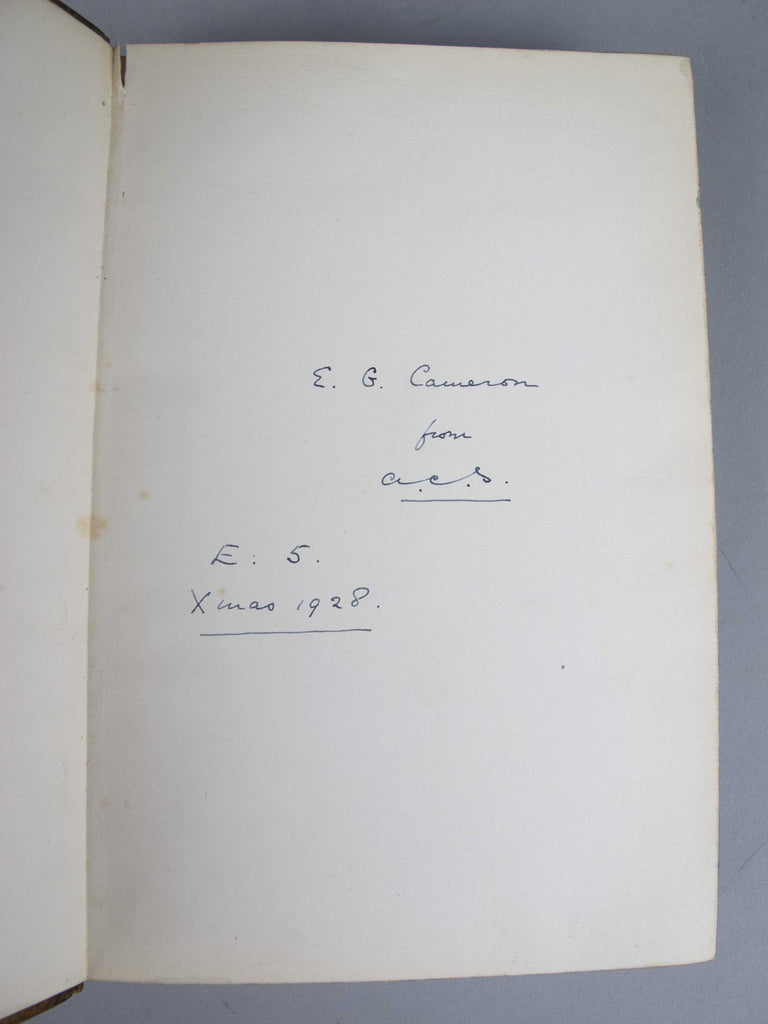 E. G. Cameron
from
a.c.S.
E: 5.
Xmas 1928.